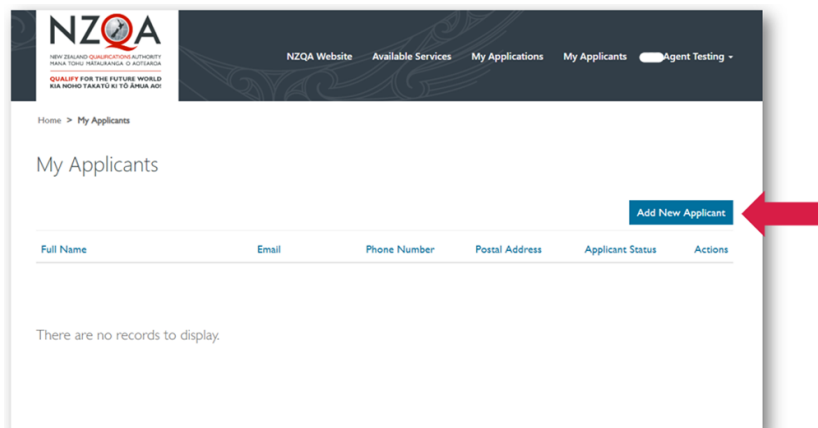 NZQA
NEW ZEALAND QUALIFICATIONS AUTHORITY
MANA TOHU MĀTAURANGA O AOTEAROA
QUALIFY FOR THE FUTURE WORLD
KIA NOHO TAKATŪ KI TŌ ĀMUA AO!
NZQA Website Available Services My Applications My Applicants Agent Testing
Home > My Applicants
My Applicants
Add New Applicant
Full Name Email Phone Number Postal Address Applicant Status Actions
There are no records to display.